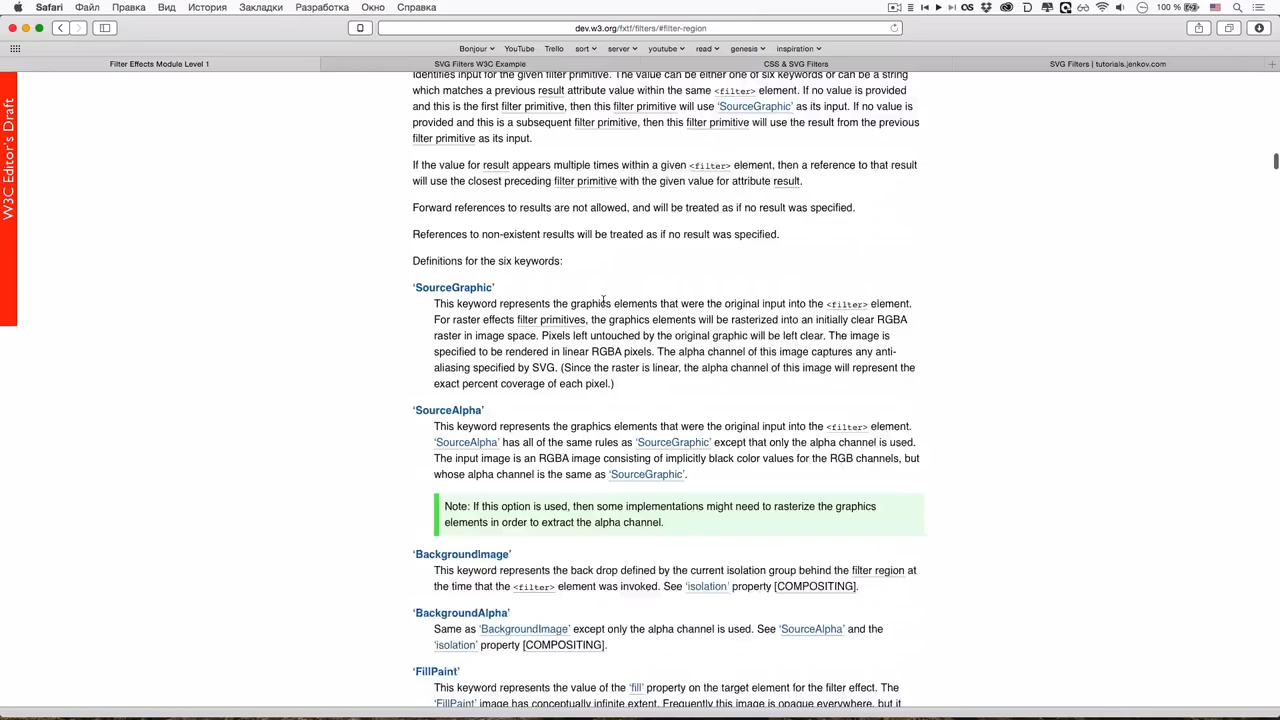 Safari Файл Правка Вид История Закладки Разработка Окно Справка 100 %
dev.w3.org/fxtf/filters/#filter-region
Bonjour YouTube Trello sort server youtube read genesis inspiration
Filter Effects Module Level 1 SVG Filters W3C Example CSS & SVG Filters SVG Filters | tutorials.jenkov.com
W3C Editor's Draft
Identifies input for the given filter primitive. The value can be either one of six keywords or can be a string
which matches a previous result attribute value within the same <filter> element. If no value is provided
and this is the first filter primitive, then this filter primitive will use ‘SourceGraphic’ as its input. If no value is
provided and this is a subsequent filter primitive, then this filter primitive will use the result from the previous
filter primitive as its input.
If the value for result appears multiple times within a given <filter> element, then a reference to that result
will use the closest preceding filter primitive with the given value for attribute result.
Forward references to results are not allowed, and will be treated as if no result was specified.
References to non-existent results will be treated as if no result was specified.
Definitions for the six keywords:
‘SourceGraphic’
This keyword represents the graphics elements that were the original input into the <filter> element.
For raster effects filter primitives, the graphics elements will be rasterized into an initially clear RGBA
raster in image space. Pixels left untouched by the original graphic will be left clear. The image is
specified to be rendered in linear RGBA pixels. The alpha channel of this image captures any anti-
aliasing specified by SVG. (Since the raster is linear, the alpha channel of this image will represent the
exact percent coverage of each pixel.)
‘SourceAlpha’
This keyword represents the graphics elements that were the original input into the <filter> element.
‘SourceAlpha’ has all of the same rules as ‘SourceGraphic’ except that only the alpha channel is used.
The input image is an RGBA image consisting of implicitly black color values for the RGB channels, but
whose alpha channel is the same as ‘SourceGraphic’.
Note: If this option is used, then some implementations might need to rasterize the graphics
elements in order to extract the alpha channel.
‘BackgroundImage’
This keyword represents the back drop defined by the current isolation group behind the filter region at
the time that the <filter> element was invoked. See ‘isolation’ property [COMPOSITING].
‘BackgroundAlpha’
Same as ‘BackgroundImage’ except only the alpha channel is used. See ‘SourceAlpha’ and the
‘isolation’ property [COMPOSITING].
‘FillPaint’
This keyword represents the value of the ‘fill’ property on the target element for the filter effect. The
‘FillPaint’ image has conceptually infinite extent. Frequently this image is opaque everywhere, but it